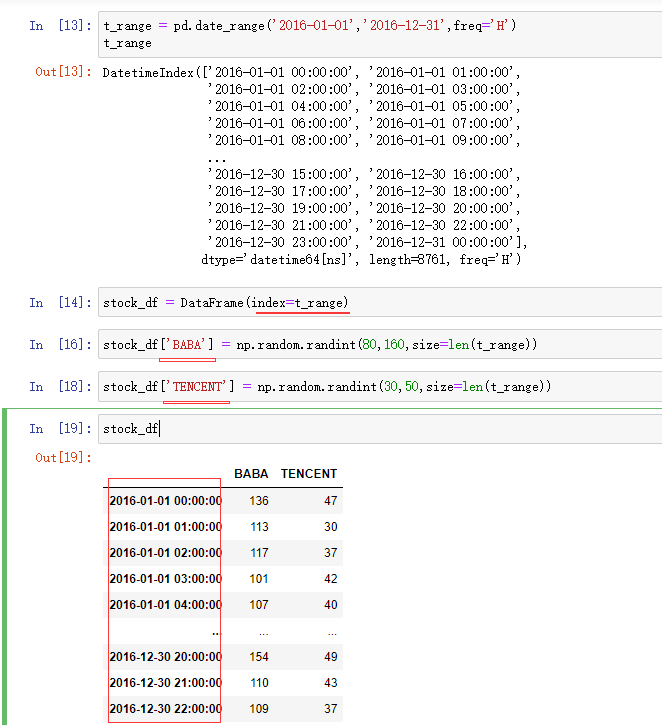 In [13]: t_range = pd.date_range('2016-01-01','2016-12-31',freq='H')
t_range
Out[13]: DatetimeIndex(['2016-01-01 00:00:00', '2016-01-01 01:00:00',
'2016-01-01 02:00:00', '2016-01-01 03:00:00',
'2016-01-01 04:00:00', '2016-01-01 05:00:00',
'2016-01-01 06:00:00', '2016-01-01 07:00:00',
'2016-01-01 08:00:00', '2016-01-01 09:00:00',
...
'2016-12-30 15:00:00', '2016-12-30 16:00:00',
'2016-12-30 17:00:00', '2016-12-30 18:00:00',
'2016-12-30 19:00:00', '2016-12-30 20:00:00',
'2016-12-30 21:00:00', '2016-12-30 22:00:00',
'2016-12-30 23:00:00', '2016-12-31 00:00:00'],
dtype='datetime64[ns]', length=8761, freq='H')
In [14]: stock_df = DataFrame(index=t_range)
In [16]: stock_df['BABA'] = np.random.randint(80,160,size=len(t_range))
In [18]: stock_df['TENCENT'] = np.random.randint(30,50,size=len(t_range))
In [19]: stock_df
Out[19]:
BABA TENCENT
2016-01-01 00:00:00 136 47
2016-01-01 01:00:00 113 30
2016-01-01 02:00:00 117 37
2016-01-01 03:00:00 101 42
2016-01-01 04:00:00 107 40
... ... ...
2016-12-30 20:00:00 154 49
2016-12-30 21:00:00 110 43
2016-12-30 22:00:00 109 37